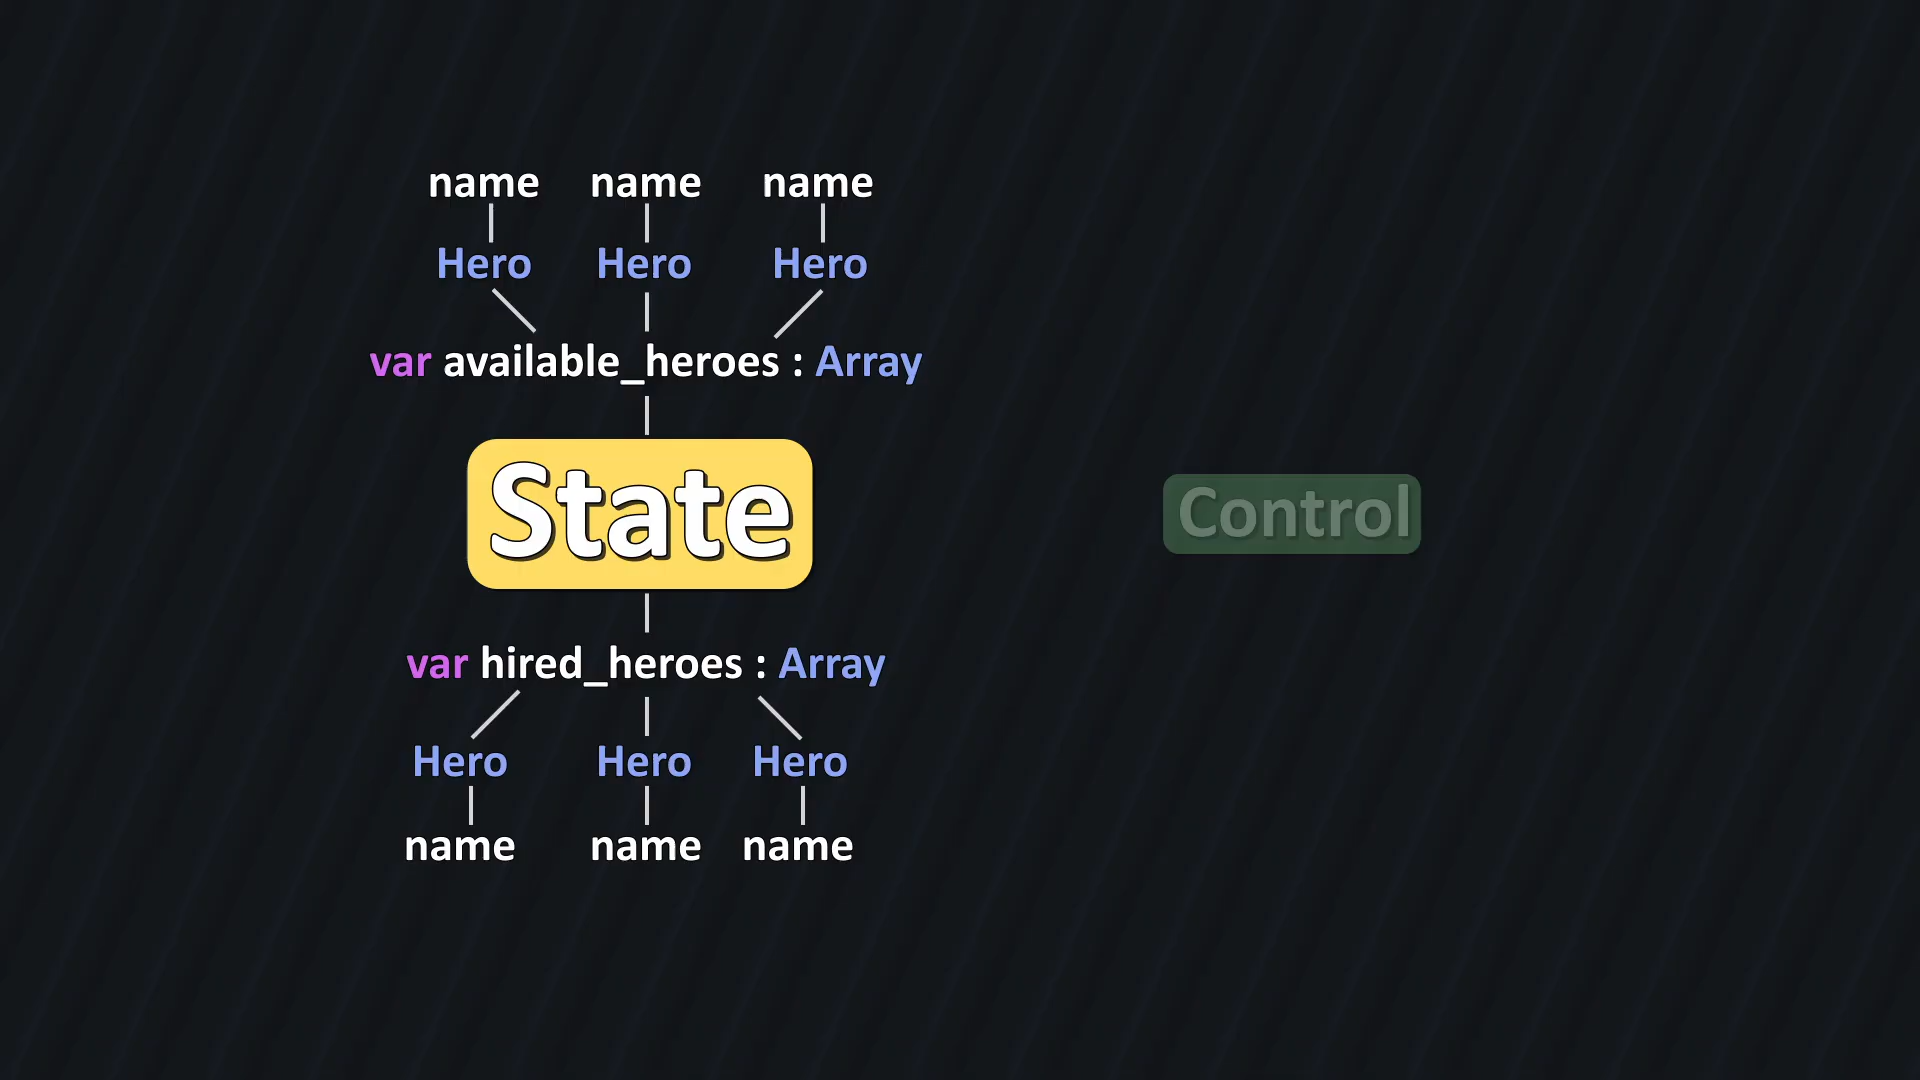 name name name
Hero Hero Hero
var available_heroes : Array
State
Control
var hired_heroes : Array
Hero Hero Hero
name name name